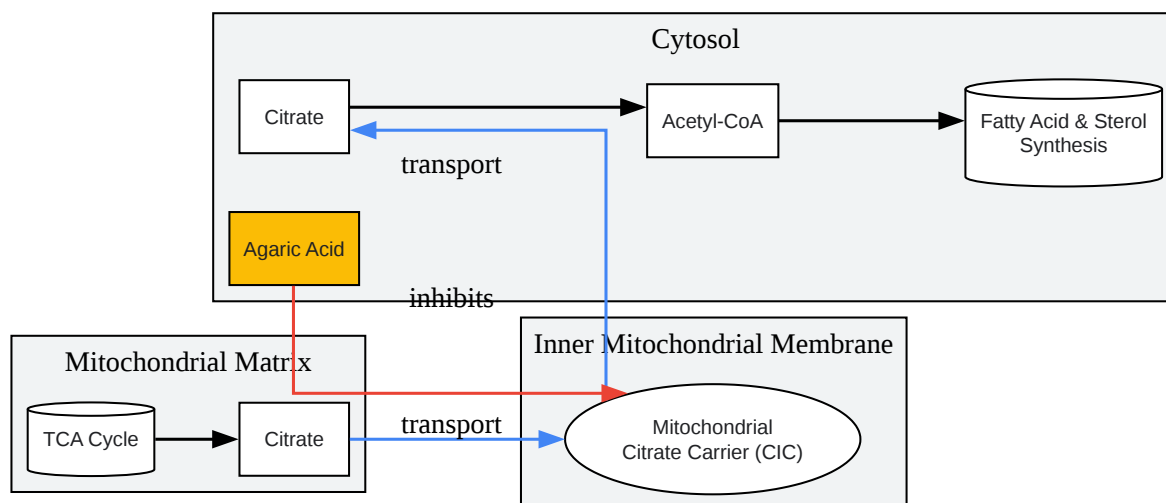 Cytosol
Citrate
Acetyl-CoA
Fatty Acid & Sterol
Synthesis
transport
Agaric Acid
inhibits
Mitochondrial Matrix
Inner Mitochondrial Membrane
TCA Cycle
Citrate
transport
Mitochondrial
Citrate Carrier (CIC)